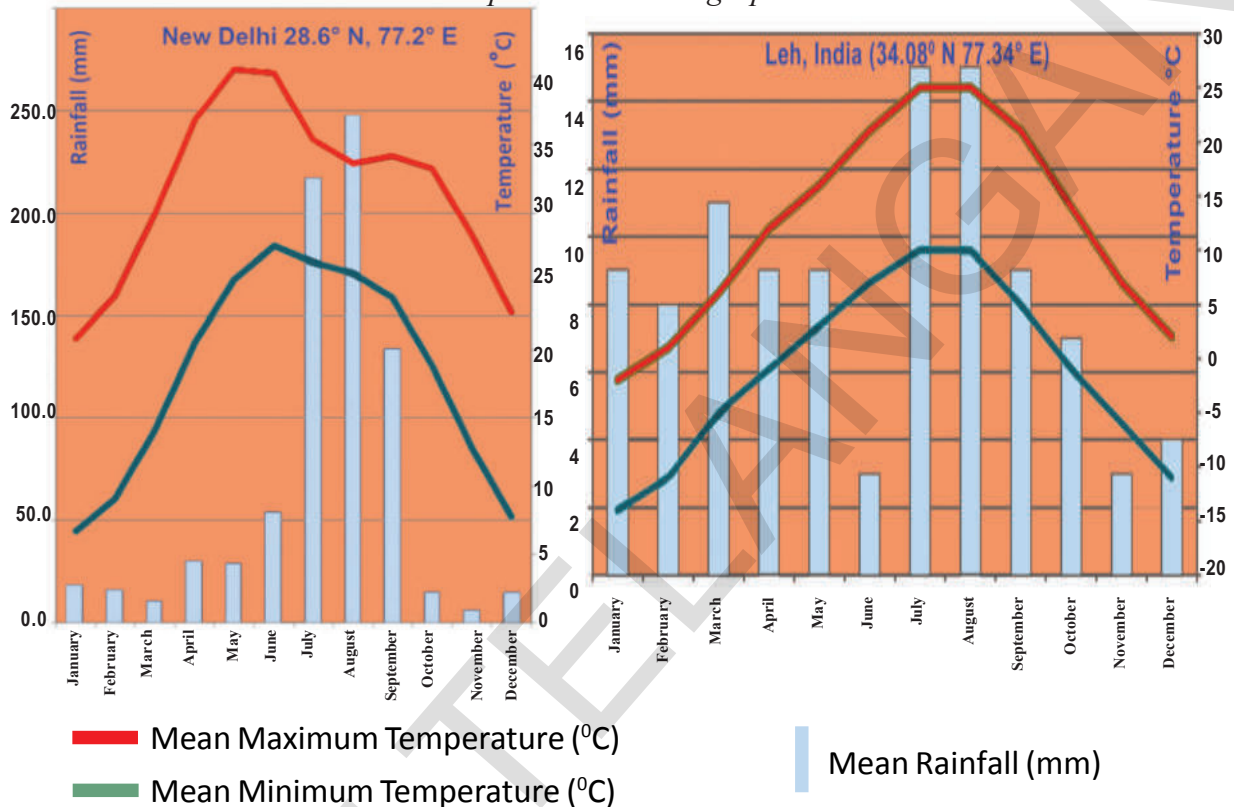 New Delhi 28.6° N, 77.2° E
Rainfall (mm)
Temperature (°C)
250.0
200.0
150.0
100.0
50.0
0.0
40
35
30
25
20
15
10
5
0
January
February
March
April
May
June
July
August
September
October
November
December
Leh, India (34.08⁰ N 77.34° E)
Rainfall (mm)
Temperature °C
16
14
12
10
8
6
4
2
0
30
25
20
15
10
5
0
-5
-10
-15
-20
January
February
March
April
May
June
July
August
September
October
November
December
Mean Maximum Temperature (⁰C)
Mean Minimum Temperature (⁰C)
Mean Rainfall (mm)
TELANGAN